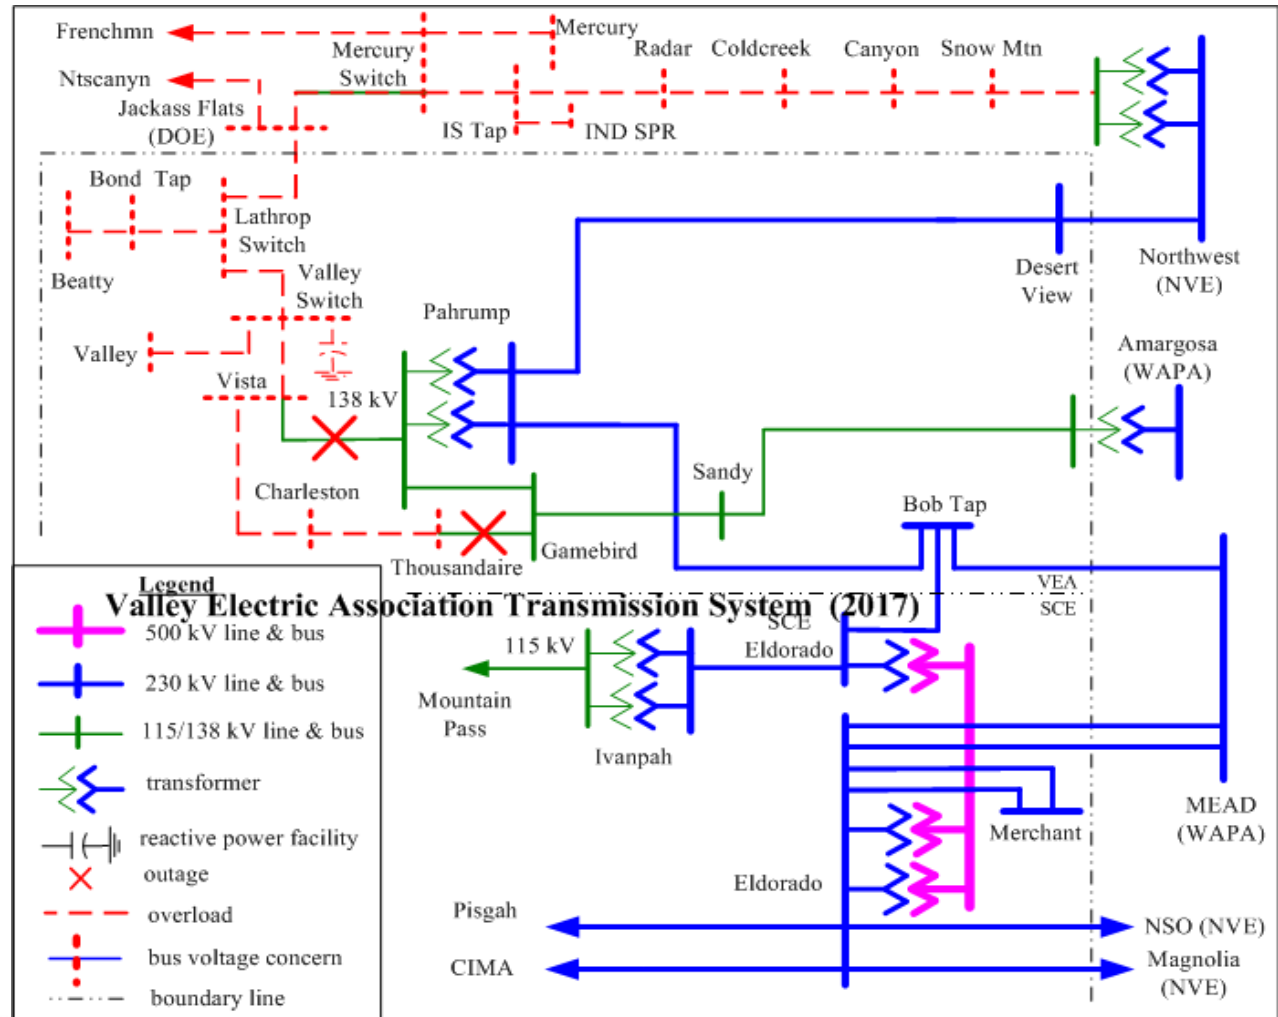 Frenchmn
Mercury
Mercury
Switch
Radar
Coldcreek
Canyon
Snow Mtn
Ntscanyn
Jackass Flats
(DOE)
IS Tap
IND SPR
Bond Tap
Lathrop
Switch
Beatty
Valley
Switch
Northwest
(NVE)
Desert
View
Pahrump
Valley
Vista
138 kV
Amargosa
(WAPA)
Sandy
Charleston
Bob Tap
Gamebird
Thousandaire
VEA
SCE
Legend
Valley Electric Association Transmission System (2017)
500 kV line & bus
230 kV line & bus
115/138 kV line & bus
transformer
reactive power facility
outage
overload
bus voltage concern
boundary line
SCE
Eldorado
115 kV
Mountain
Pass
Ivanpah
Merchant
MEAD
(WAPA)
Eldorado
Pisgah
NSO (NVE)
CIMA
Magnolia
(NVE)